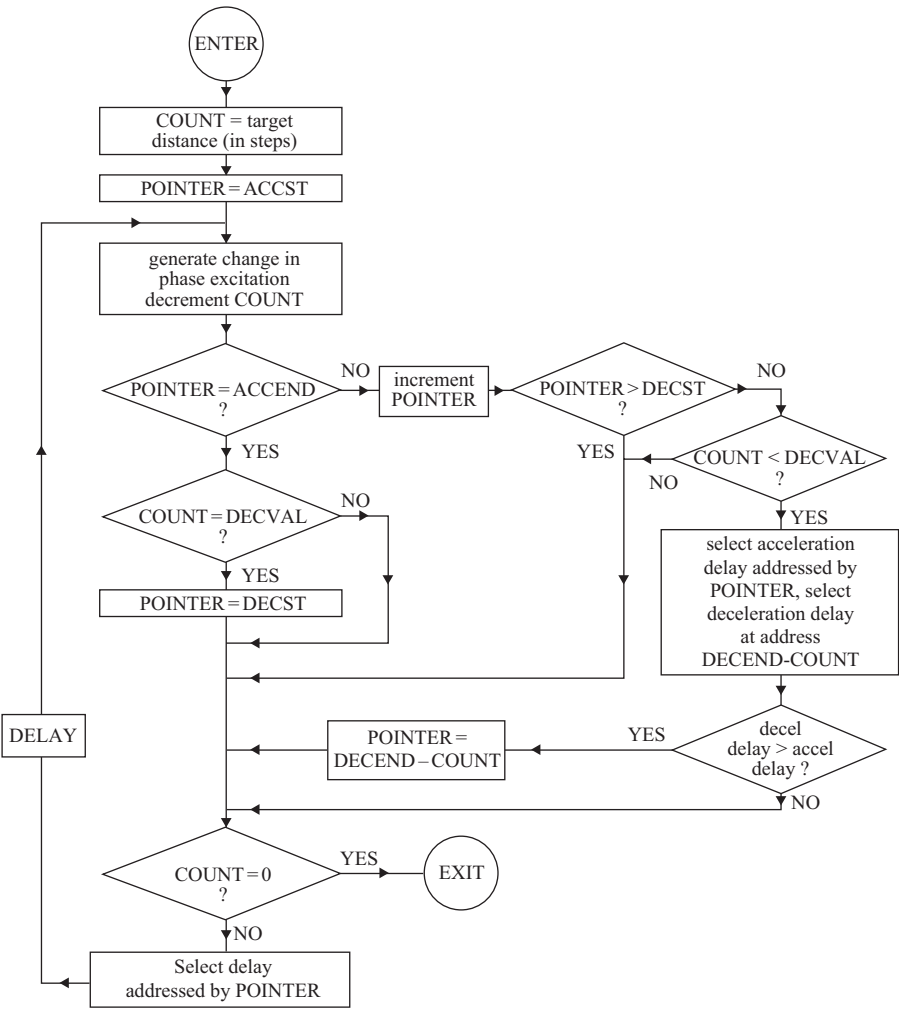 ENTER
COUNT = target
distance (in steps)
POINTER = ACCST
generate change in
phase excitation
decrement COUNT
POINTER = ACCEND
?
NO
increment
POINTER
POINTER > DECST
?
NO
YES
YES
COUNT < DECVAL
?
NO
YES
COUNT = DECVAL
?
NO
YES
POINTER = DECST
select acceleration
delay addressed by
POINTER, select
deceleration delay
at address
DECEND-COUNT
DELAY
POINTER =
DECEND – COUNT
YES
decel
delay > accel
delay ?
NO
COUNT = 0
?
YES
EXIT
NO
Select delay
addressed by POINTER